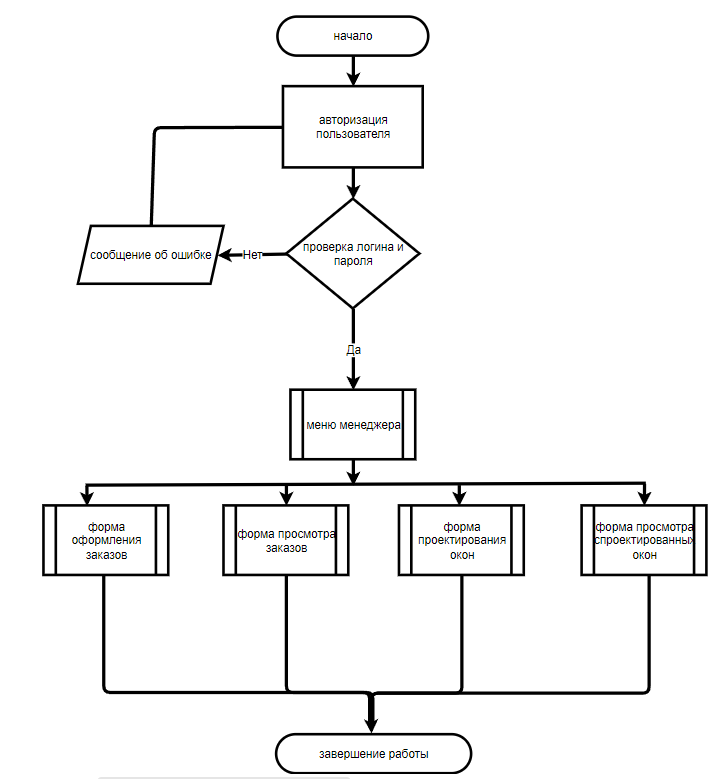 начало
авторизация
пользователя
проверка логина и
пароля
Нет
сообщение об ошибке
Да
меню менеджера
форма
оформления
заказов
форма просмотра
заказов
форма
проектирования
окон
форма просмотра
спроектированных
окон
завершение работы